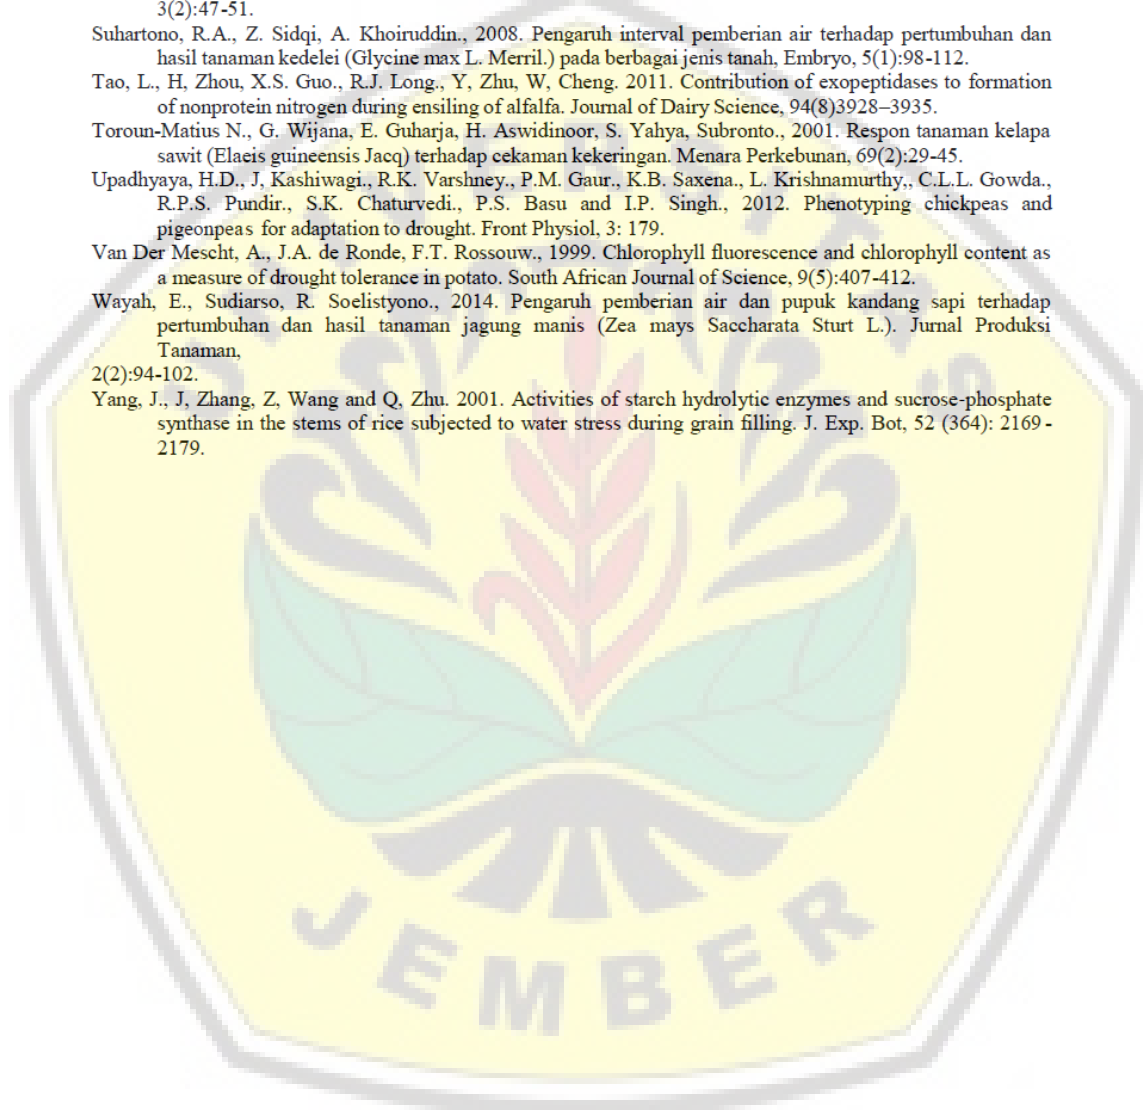 3(2):47-51.
Suhartono, R.A., Z. Sidqi, A. Khoiruddin., 2008. Pengaruh interval pemberian air terhadap pertumbuhan dan
hasil tanaman kedelei (Glycine max L. Merril.) pada berbagai jenis tanah, Embryo, 5(1):98-112.
Tao, L., H, Zhou, X.S. Guo., R.J. Long., Y, Zhu, W, Cheng. 2011. Contribution of exopeptidases to formation
of nonprotein nitrogen during ensiling of alfalfa. Journal of Dairy Science, 94(8)3928–3935.
Toroun-Matius N., G. Wijana, E. Guharja, H. Aswidinoor, S. Yahya, Subronto., 2001. Respon tanaman kelapa
sawit (Elaeis guineensis Jacq) terhadap cekaman kekeringan. Menara Perkebunan, 69(2):29-45.
Upadhyaya, H.D., J, Kashiwagi., R.K. Varshney., P.M. Gaur., K.B. Saxena., L. Krishnamurthy,, C.L.L. Gowda.,
R.P.S. Pundir., S.K. Chaturvedi., P.S. Basu and I.P. Singh., 2012. Phenotyping chickpeas and
pigeonpeas for adaptation to drought. Front Physiol, 3: 179.
Van Der Mescht, A., J.A. de Ronde, F.T. Rossouw., 1999. Chlorophyll fluorescence and chlorophyll content as
a measure of drought tolerance in potato. South African Journal of Science, 9(5):407-412.
Wayah, E., Sudiarso, R. Soelistyono., 2014. Pengaruh pemberian air dan pupuk kandang sapi terhadap
pertumbuhan dan hasil tanaman jagung manis (Zea mays Saccharata Sturt L.). Jurnal Produksi
Tanaman,
2(2):94-102.
Yang, J., J, Zhang, Z, Wang and Q, Zhu. 2001. Activities of starch hydrolytic enzymes and sucrose-phosphate
synthase in the stems of rice subjected to water stress during grain filling. J. Exp. Bot, 52 (364): 2169-
2179.
UNIVERSITAS
JEMBER